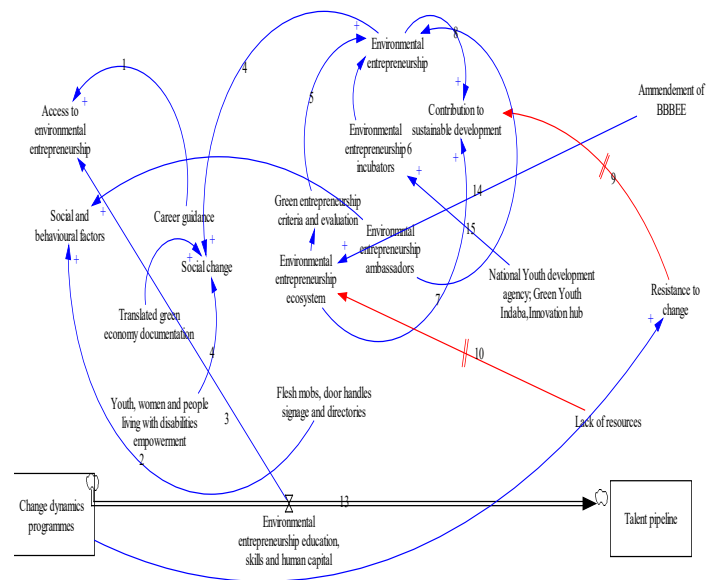 1
4
+
Environmental
entrepreneurship
8
+
Ammendement of
BBBEE
Access to
environmental
entrepreneurship
+
5
Contribution to
sustainable development
+
Environmental
entrepreneurship6
incubators
+
9
14
Social and
behavioural factors
+
+
Career guidance
Green entrepreneurship
criteria and evaluation
Environmental
entrepreneurship
ambassadors
15
+
+
Social change
+
Environmental
entrepreneurship
ecosystem
National Youth development
agency; Green Youth
Indaba,Innovation hub
Resistance to
change
+
7
Translated green
economy documentation
4
10
Youth, women and people
living with disabilities
empowerment
3
Flesh mobs, door handles
signage and directories
Lack of resources
2
13
Change dynamics
programmes
Environmental
entrepreneurship education,
skills and human capital
Talent pipeline